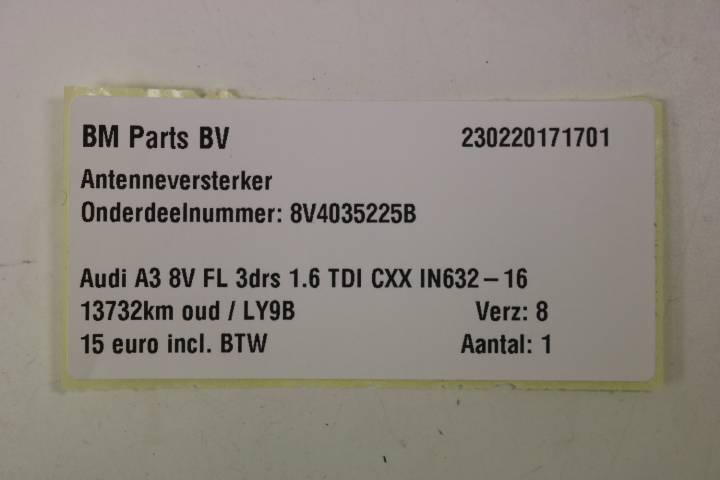 BM Parts BV 230220171701
Antenneversterker
Onderdeelnummer: 8V4035225B
Audi A3 8V FL 3drs 1.6 TDI CXX IN632 – 16
13732km oud / LY9B Verz: 8
15 euro incl. BTW Aantal: 1